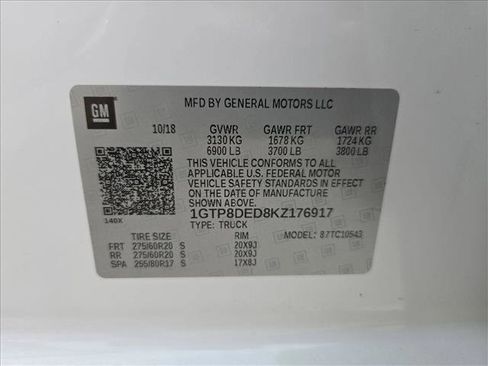 GM
MFD BY GENERAL MOTORS LLC
10/18 GVWR GAWR FRT GAWR RR
3130 KG 1678 KG 1724 KG
6900 LB 3700 LB 3800 LB
THIS VEHICLE CONFORMS TO ALL
APPLICABLE U.S. FEDERAL MOTOR
VEHICLE SAFETY STANDARDS IN
EFFECT ON THE DATE OF
MANUFACTURE SHOWN ABOVE.
1GTP8DED8KZ176917
140X TYPE: TRUCK
TIRE SIZE RIM MODEL: 87TC10543
FRT 275/60R20 S 20X9J
RR 275/60R20 S 20X9J
SPA 255/80R17 S 17X8J